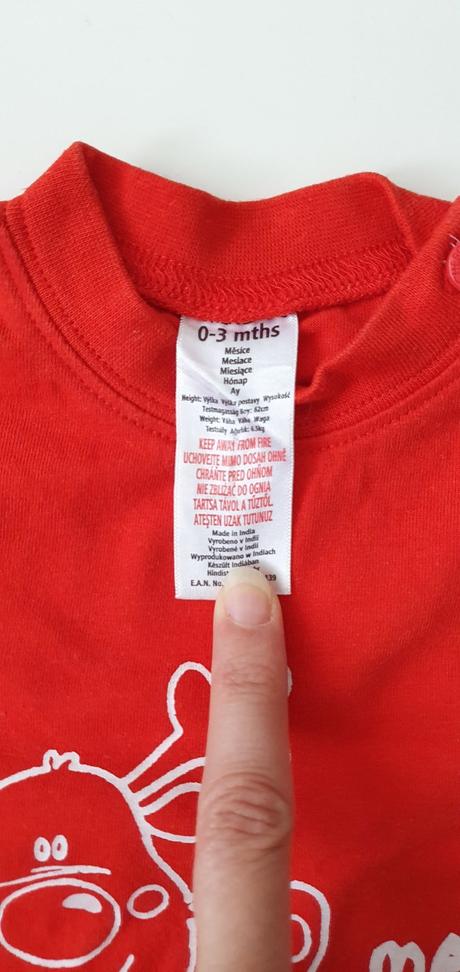 0-3 mths
Měsíce
Mesiace
Miesiące
Hónap
Ay
Height: Výška Výška postavy Wysokość
Testmagasság Boy: 62cm
Weight: Váha Váha Waga
Testsúly Ağırlık: 6.5kg
KEEP AWAY FROM FIRE
UCHOVEJTE MIMO DOSAH OHNĚ
CHRÁŇTE PRED OHŇOM
NIE ZBLIŻAĆ DO OGNIA
TARTSA TÁVOL A TŰZTŐL
ATEŞTEN UZAK TUTUNUZ
Made in India
Vyrobeno v Indii
Vyrobené v Indii
Wyprodukowano w Indiach
Készült Indiában
E.A.N. No. 139